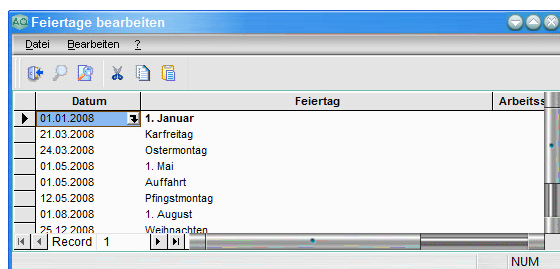 AQ Feiertage bearbeiten
Datei Bearbeiten ?
Datum Feiertag Arbeitss
01.01.2008 1. Januar
21.03.2008 Karfreitag
24.03.2008 Ostermontag
01.05.2008 1. Mai
01.05.2008 Auffahrt
12.05.2008 Pfingstmontag
01.08.2008 1. August
25.12.2008 Weihnachten
Record 1
NUM